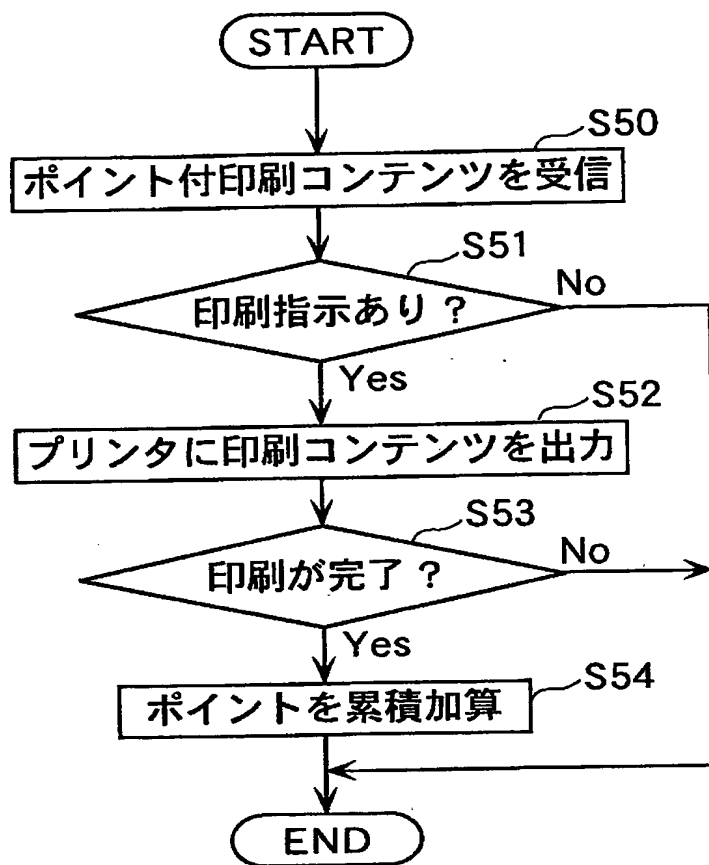 START
S50
ポイント付印刷コンテンツを受信
S51
印刷指示あり？
No
Yes
S52
プリンタに印刷コンテンツを出力
S53
印刷が完了？
No
Yes
S54
ポイントを累積加算
END